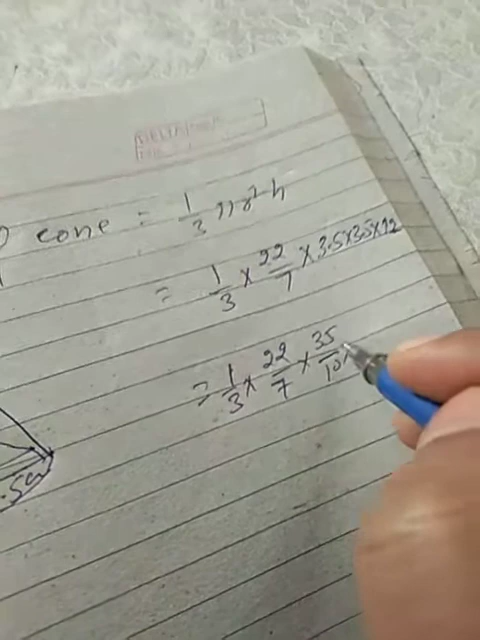 cone = 1/3 πr²h
= 1/3 × 22/7 × 3.5×3.5×12
= 1/3 × 22/7 × 35/10 ×
.5c